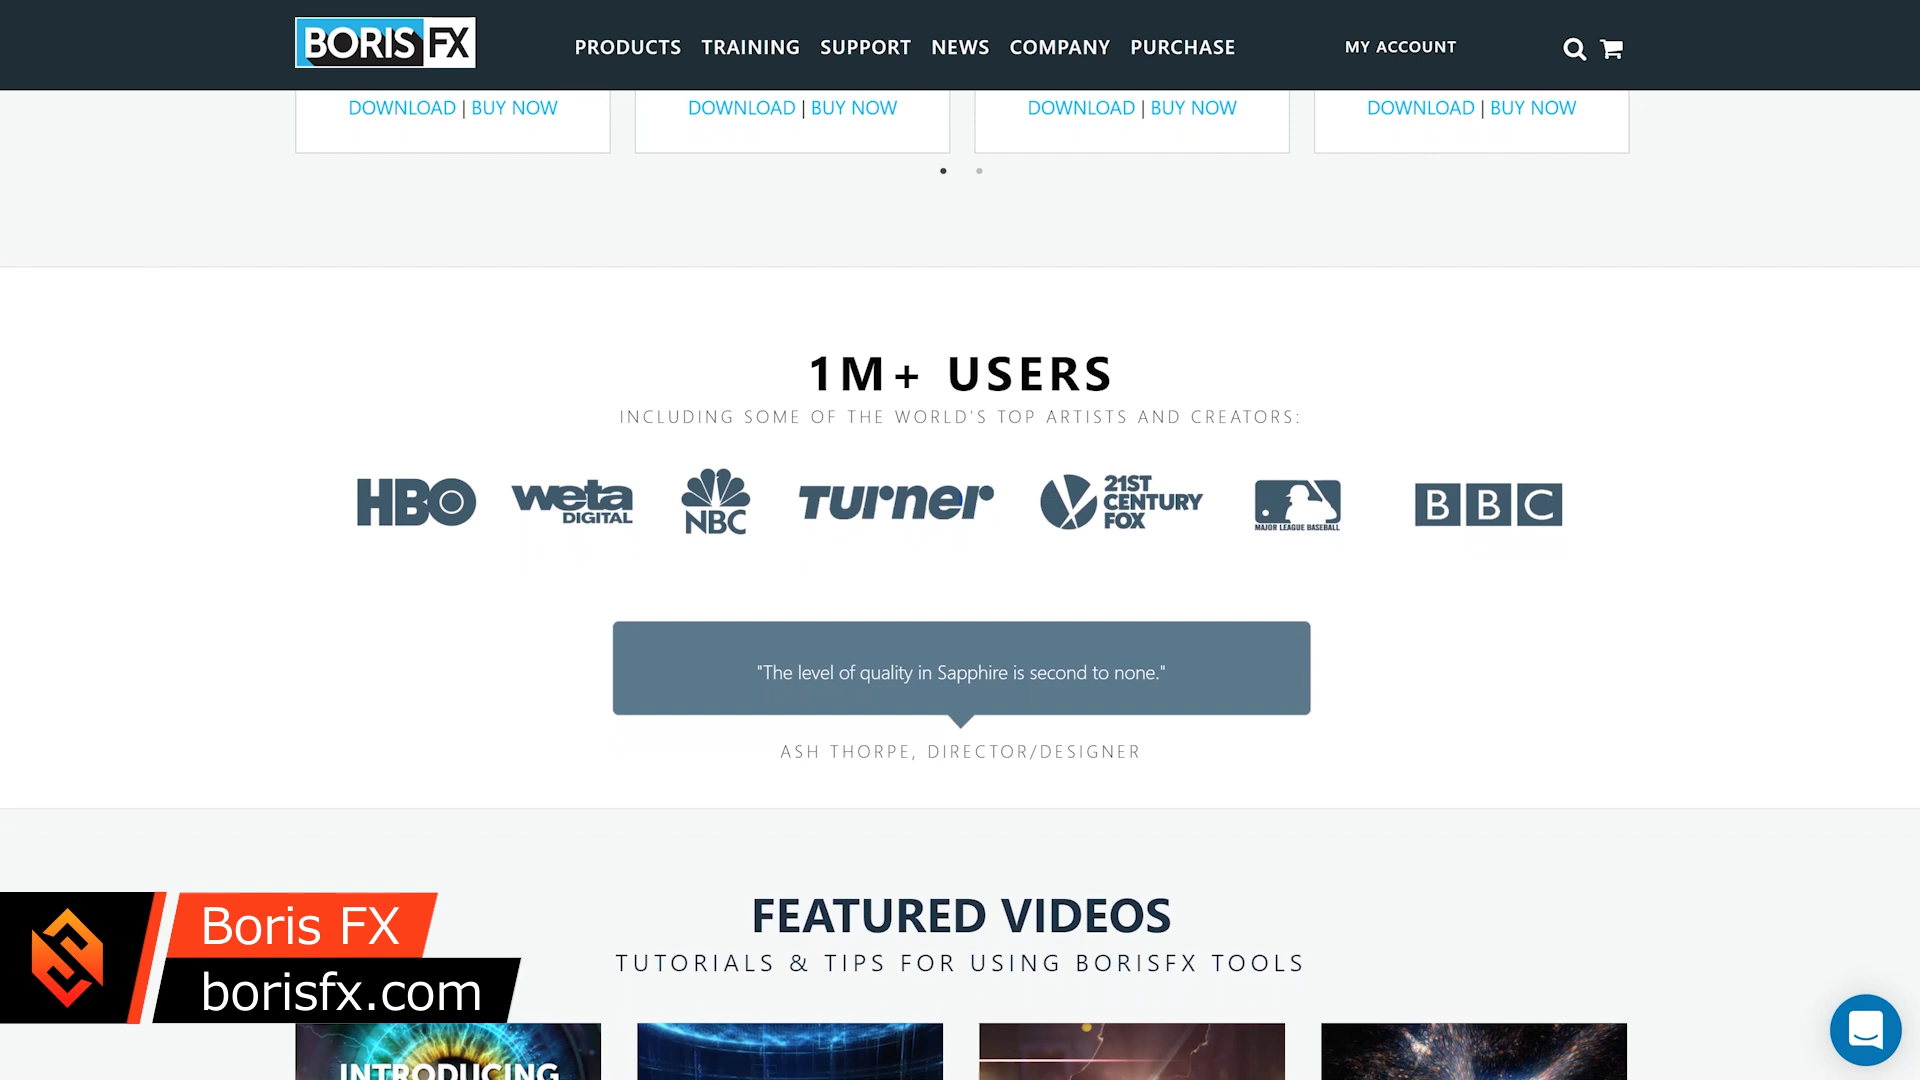 BORIS FX
PRODUCTS TRAINING SUPPORT NEWS COMPANY PURCHASE
MY ACCOUNT
DOWNLOAD | BUY NOW
DOWNLOAD | BUY NOW
DOWNLOAD | BUY NOW
DOWNLOAD | BUY NOW
1M+ USERS
INCLUDING SOME OF THE WORLD'S TOP ARTISTS AND CREATORS:
HBO
weta
DIGITAL
NBC
Turner
21ST
CENTURY
FOX
MAJOR LEAGUE BASEBALL
BBC
"The level of quality in Sapphire is second to none."
ASH THORPE, DIRECTOR/DESIGNER
FEATURED VIDEOS
TUTORIALS & TIPS FOR USING BORISFX TOOLS
Boris FX
borisfx.com
INTRODUCING